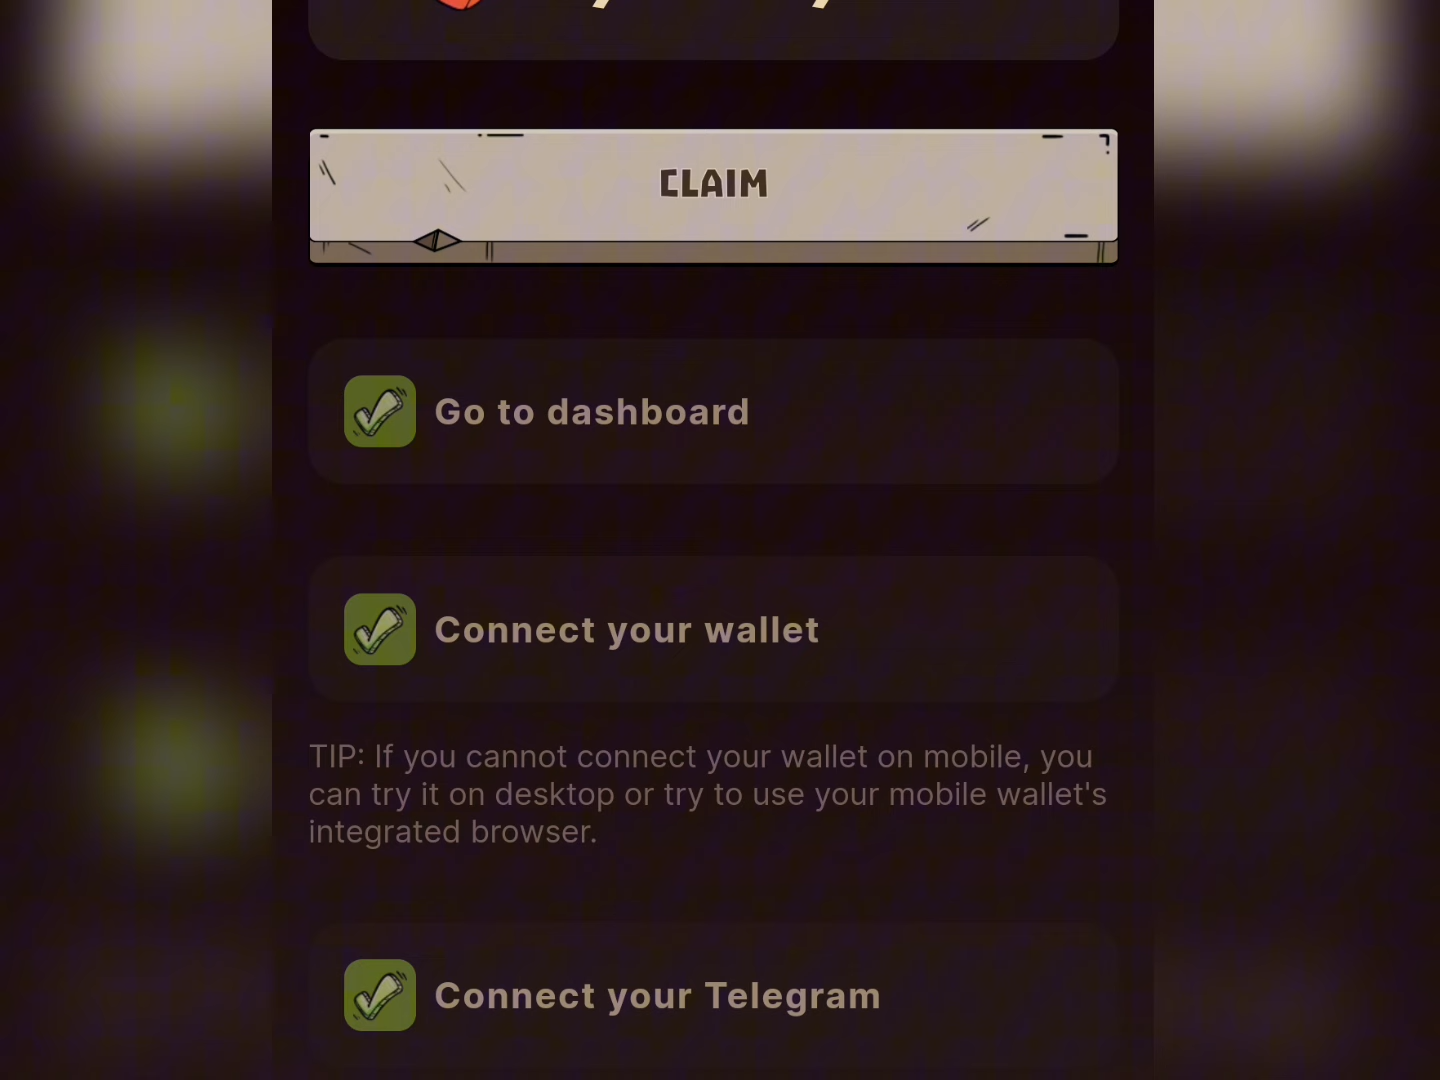 CLAIM
Go to dashboard
Connect your wallet
TIP: If you cannot connect your wallet on mobile, you
can try it on desktop or try to use your mobile wallet's
integrated browser.
Connect your Telegram